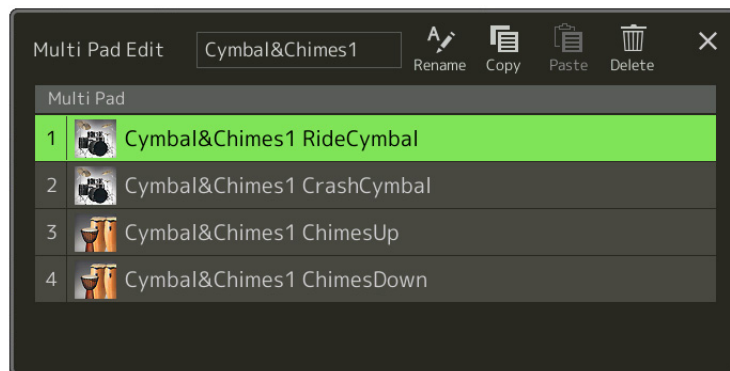 Multi Pad Edit Cymbal&Chimes1 Rename Copy Paste Delete
Multi Pad
1 Cymbal&Chimes1 RideCymbal
2 Cymbal&Chimes1 CrashCymbal
3 Cymbal&Chimes1 ChimesUp
4 Cymbal&Chimes1 ChimesDown